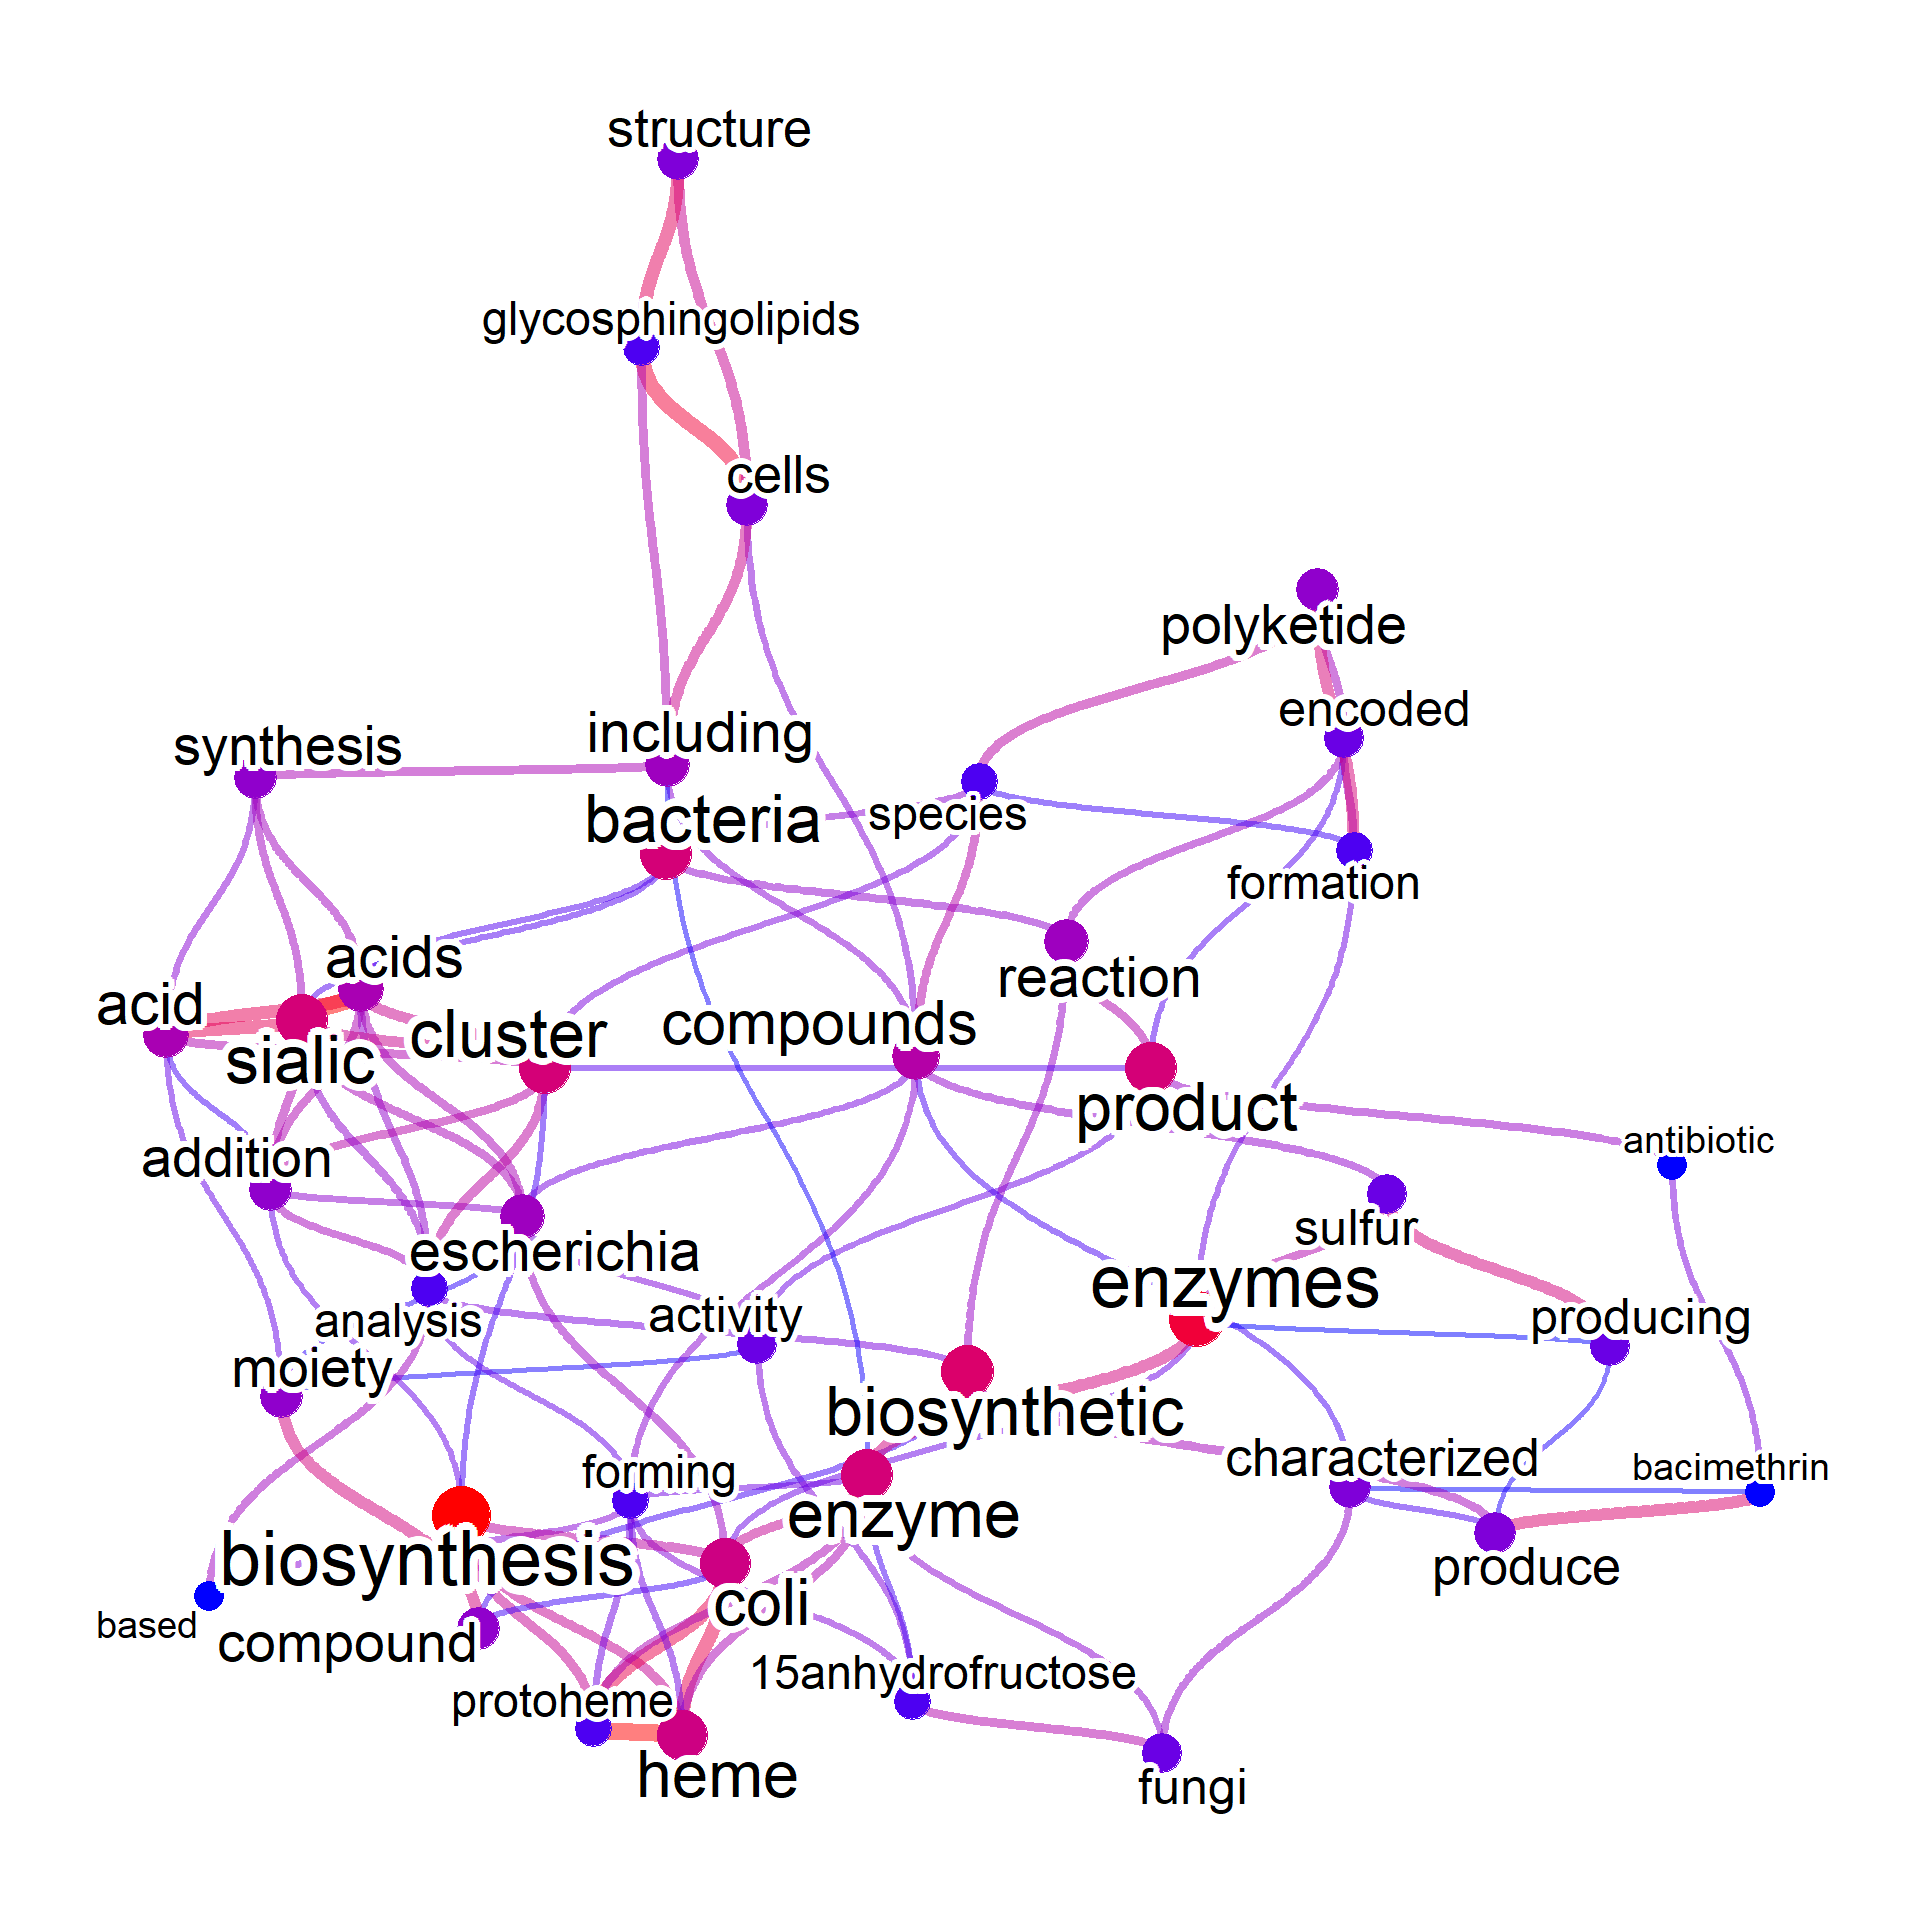 structure
glycosphingolipids
cells
polyketide
encoded
including
synthesis
bacteria
species
formation
acids
reaction
acid
cluster
compounds
sialic
product
antibiotic
addition
sulfur
escherichia
enzymes
analysis
activity
producing
moiety
biosynthetic
characterized
bacimethrin
forming
enzyme
biosynthesis
produce
coli
based
compound
15anhydrofructose
protoheme
heme
fungi